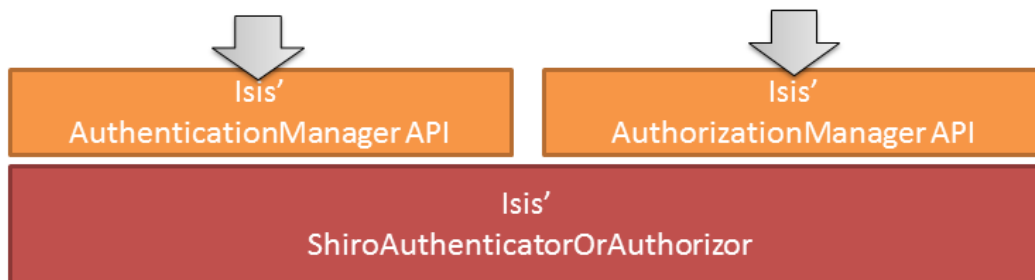 Isis’
AuthenticationManager API
Isis’
AuthorizationManager API
Isis’
ShiroAuthenticatorOrAuthorizor